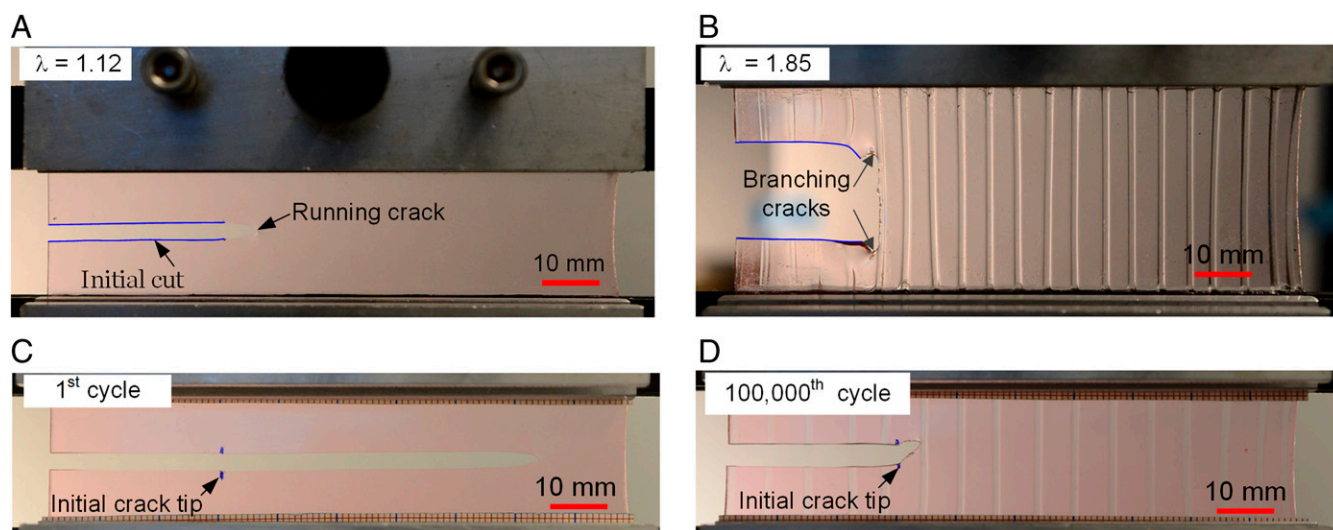 A
λ = 1.12
Running crack
Initial cut
10 mm
B
λ = 1.85
Branching
cracks
10 mm
C
1st cycle
Initial crack tip
10 mm
D
100,000th cycle
Initial crack tip
10 mm